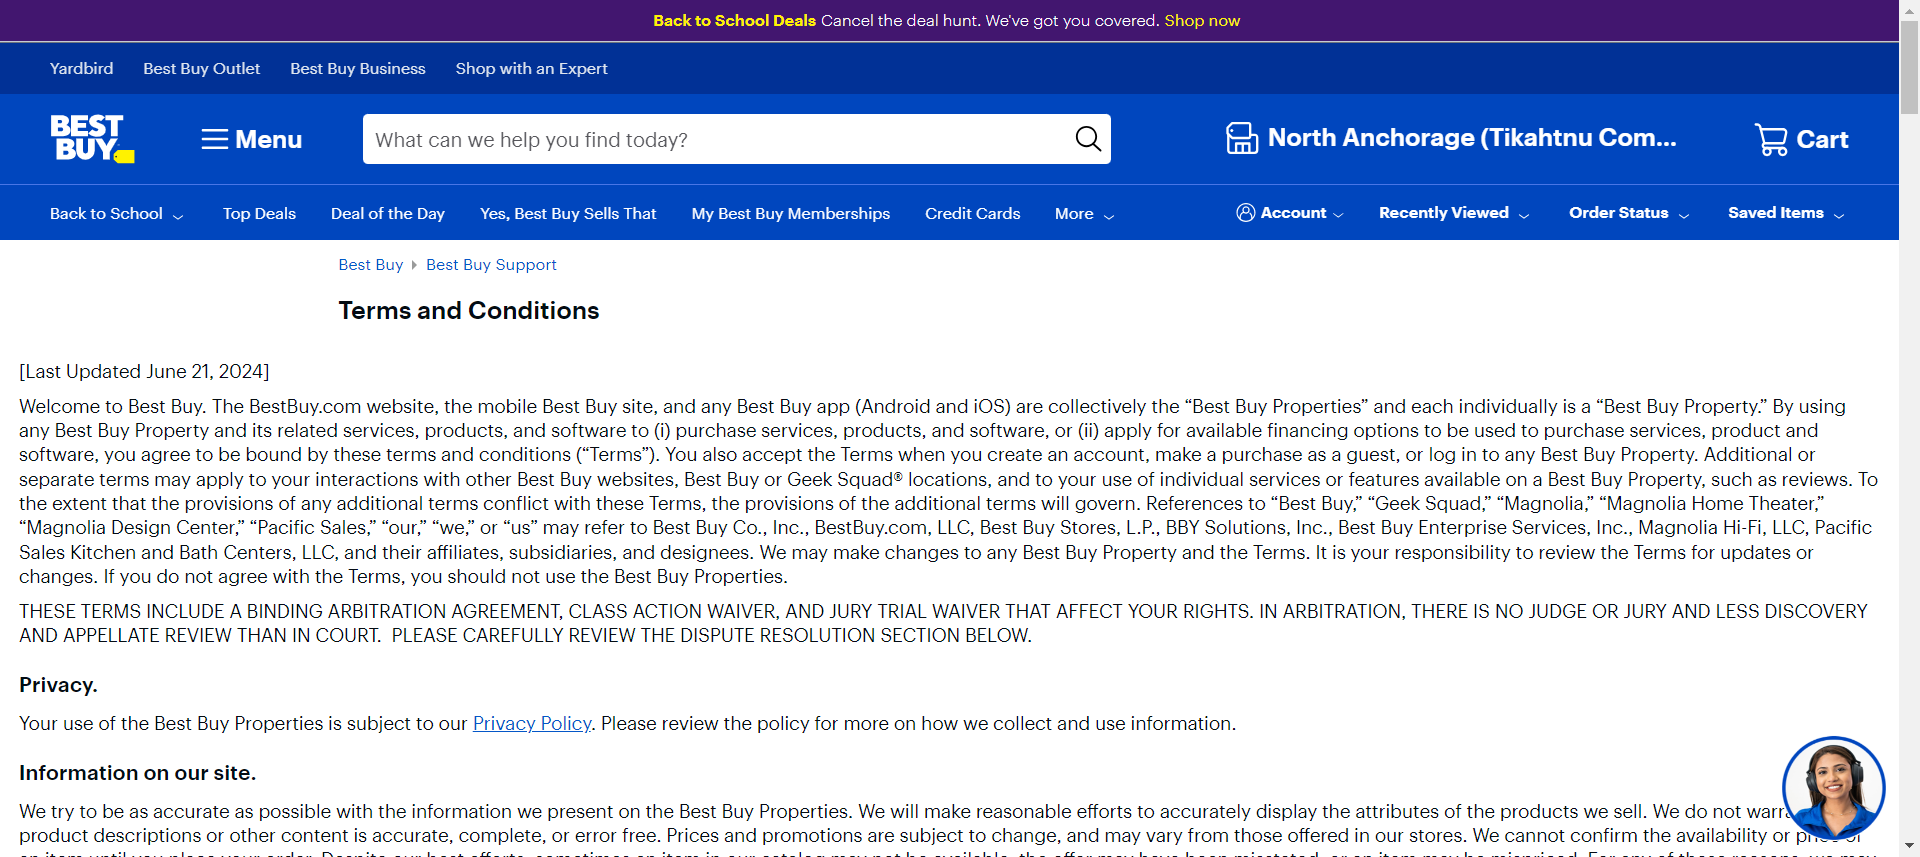 Back to School Deals Cancel the deal hunt. We've got you covered. Shop now
Yardbird Best Buy Outlet Best Buy Business Shop with an Expert
BEST BUY
Menu
What can we help you find today?
North Anchorage (Tikahtnu Com...
Cart
Back to School Top Deals Deal of the Day Yes, Best Buy Sells That My Best Buy Memberships Credit Cards More Account Recently Viewed Order Status Saved Items
Best Buy Best Buy Support
Terms and Conditions
[Last Updated June 21, 2024]
Welcome to Best Buy. The BestBuy.com website, the mobile Best Buy site, and any Best Buy app (Android and iOS) are collectively the “Best Buy Properties” and each individually is a “Best Buy Property.” By using
any Best Buy Property and its related services, products, and software to (i) purchase services, products, and software, or (ii) apply for available financing options to be used to purchase services, product and
software, you agree to be bound by these terms and conditions (“Terms”). You also accept the Terms when you create an account, make a purchase as a guest, or log in to any Best Buy Property. Additional or
separate terms may apply to your interactions with other Best Buy websites, Best Buy or Geek Squad® locations, and to your use of individual services or features available on a Best Buy Property, such as reviews. To
the extent that the provisions of any additional terms conflict with these Terms, the provisions of the additional terms will govern. References to “Best Buy,” “Geek Squad,” “Magnolia,” “Magnolia Home Theater,”
“Magnolia Design Center,” “Pacific Sales,” “our,” “we,” or “us” may refer to Best Buy Co., Inc., BestBuy.com, LLC, Best Buy Stores, L.P., BBY Solutions, Inc., Best Buy Enterprise Services, Inc., Magnolia Hi-Fi, LLC, Pacific
Sales Kitchen and Bath Centers, LLC, and their affiliates, subsidiaries, and designees. We may make changes to any Best Buy Property and the Terms. It is your responsibility to review the Terms for updates or
changes. If you do not agree with the Terms, you should not use the Best Buy Properties.
THESE TERMS INCLUDE A BINDING ARBITRATION AGREEMENT, CLASS ACTION WAIVER, AND JURY TRIAL WAIVER THAT AFFECT YOUR RIGHTS. IN ARBITRATION, THERE IS NO JUDGE OR JURY AND LESS DISCOVERY
AND APPELLATE REVIEW THAN IN COURT. PLEASE CAREFULLY REVIEW THE DISPUTE RESOLUTION SECTION BELOW.
Privacy.
Your use of the Best Buy Properties is subject to our Privacy Policy. Please review the policy for more on how we collect and use information.
Information on our site.
We try to be as accurate as possible with the information we present on the Best Buy Properties. We will make reasonable efforts to accurately display the attributes of the products we sell. We do not
product descriptions or other content is accurate, complete, or error free. Prices and promotions are subject to change, and may vary from those offered in our stores. We cannot confirm the availability or